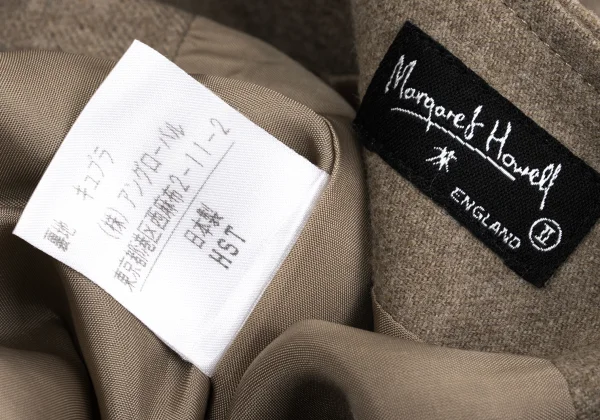 裏地 キュプラ
(株)アングローバル
東京都港区西麻布2-11-2
日本製
HST
Margaret Howell
ENGLAND
II